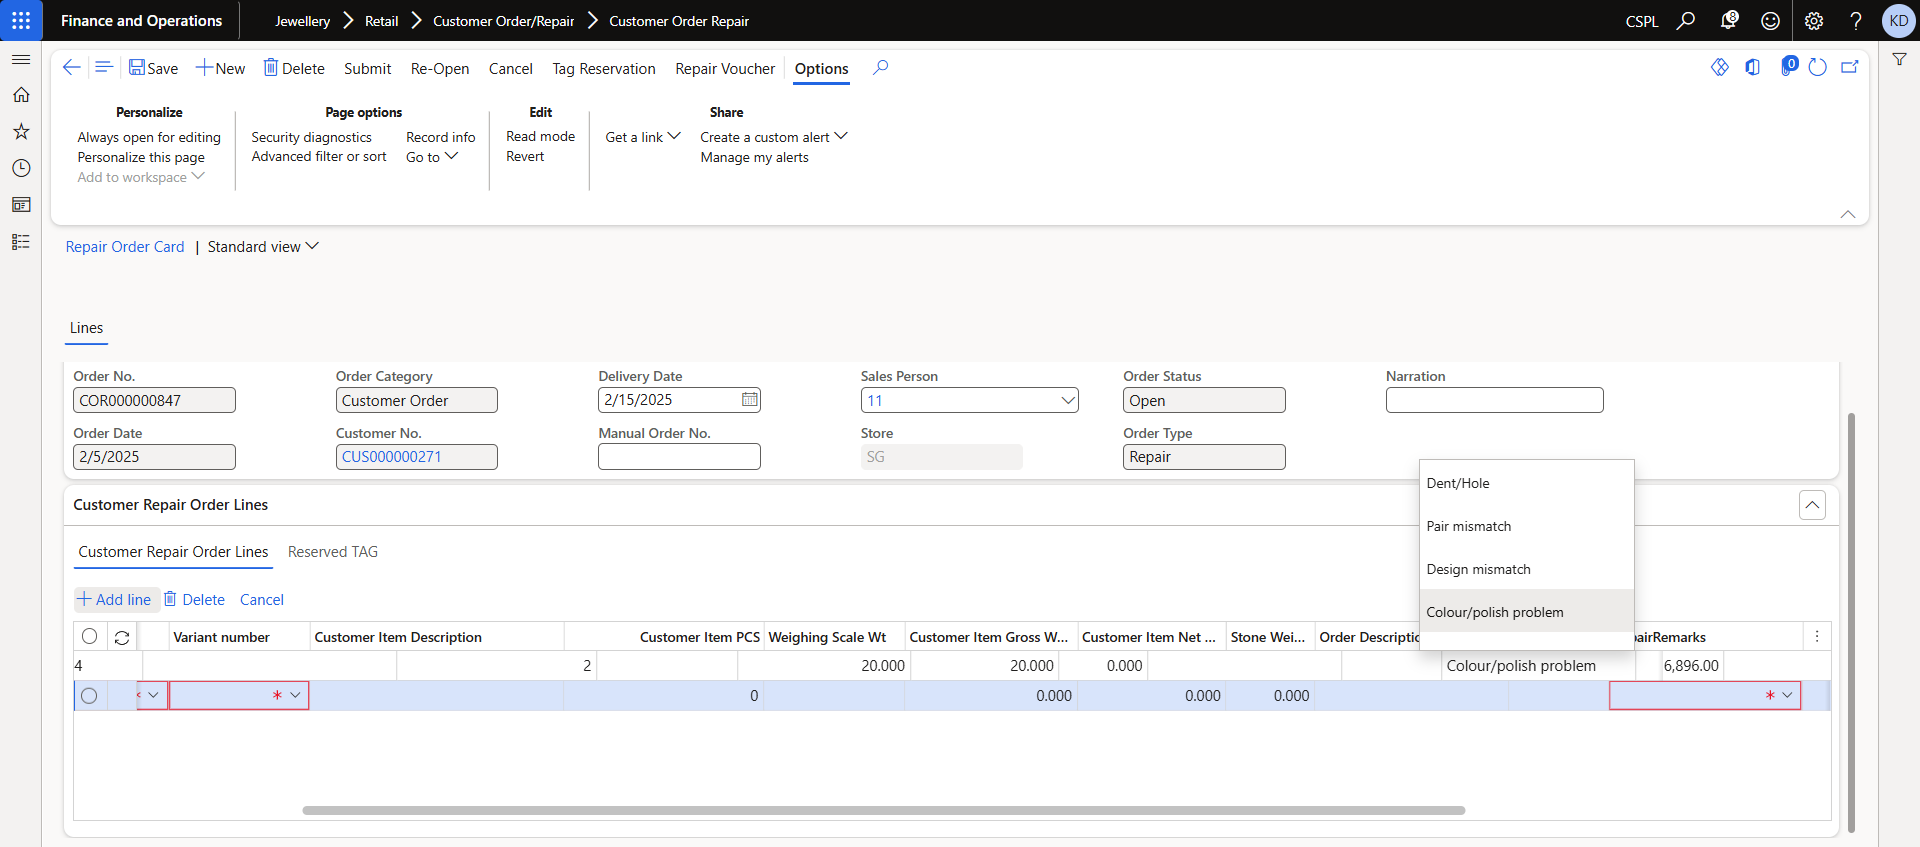 Finance and Operations
Jewellery
Retail
Customer Order/Repair
Customer Order Repair
CSPL
8
KD
Save
New
Delete
Submit
Re-Open
Cancel
Tag Reservation
Repair Voucher
Options
0
Personalize
Always open for editing
Personalize this page
Add to workspace
Page options
Security diagnostics
Advanced filter or sort
Record info
Go to
Edit
Read mode
Revert
Get a link
Share
Create a custom alert
Manage my alerts
Repair Order Card | Standard view
Lines
Order No.
COR000000847
Order Category
Customer Order
Delivery Date
2/15/2025
Sales Person
11
Order Status
Open
Narration
Order Date
2/5/2025
Customer No.
CUS000000271
Manual Order No.
Store
SG
Order Type
Repair
Dent/Hole
Pair mismatch
Design mismatch
Colour/polish problem
Customer Repair Order Lines
Customer Repair Order Lines
Reserved TAG
Add line
Delete
Cancel
Variant number
Customer Item Description
Customer Item PCS
Weighing Scale Wt
Customer Item Gross W...
Customer Item Net ...
Stone Wei...
Order Descriptic
airRemarks
4
2
20.000
20.000
0.000
Colour/polish problem
6,896.00
*
0
0.000
0.000
0.000
*